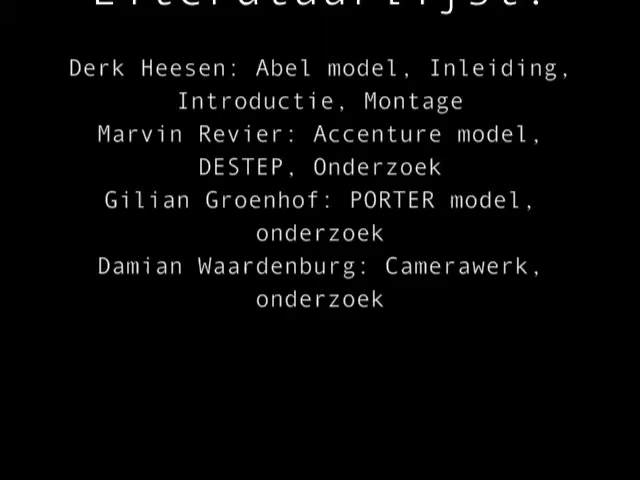 Literatuurlijst:
Derk Heesen: Abel model, Inleiding,
Introductie, Montage
Marvin Revier: Accenture model,
DESTEP, Onderzoek
Gilian Groenhof: PORTER model,
onderzoek
Damian Waardenburg: Camerawerk,
onderzoek